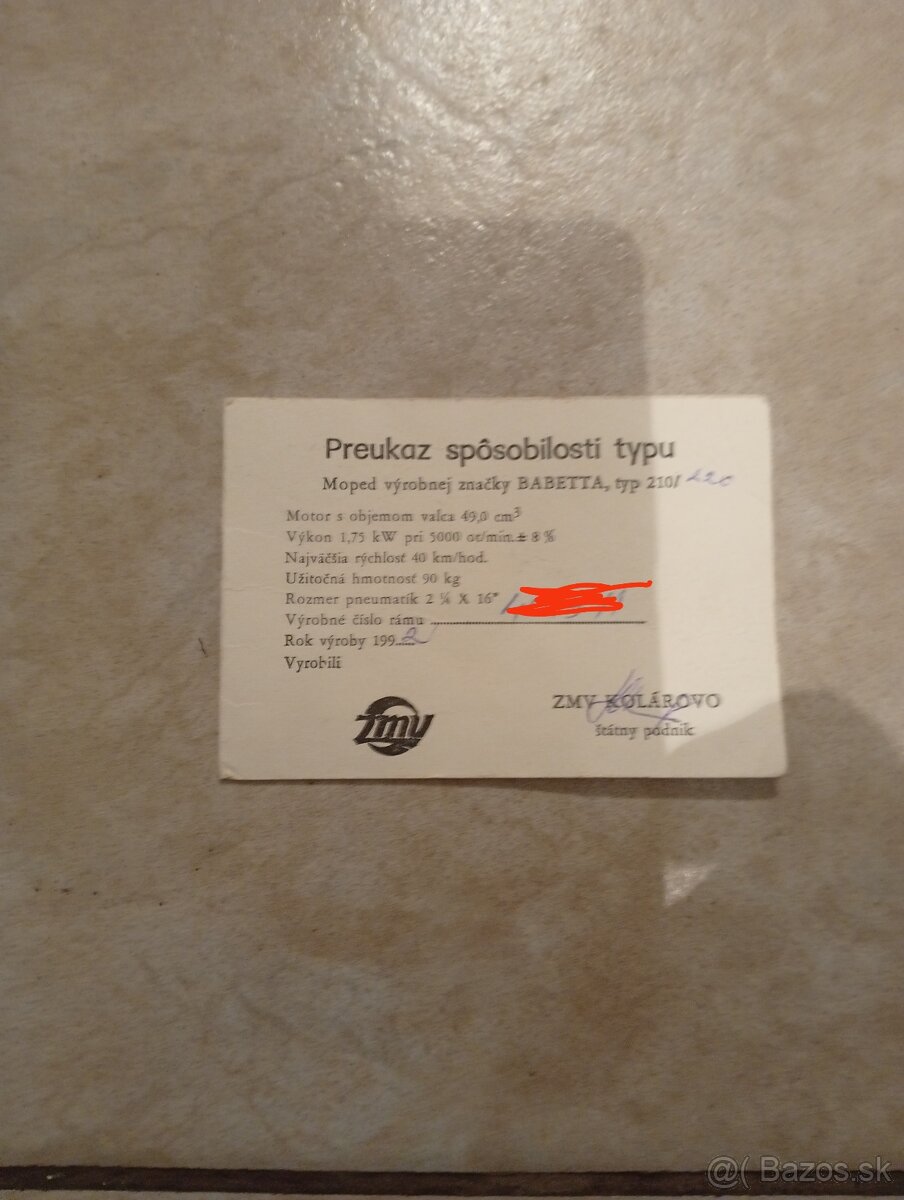 Preukaz spôsobilosti typu
Moped výrobnej značky BABETTA, typ 210/
Motor s objemom valca 49,0 cm³
Výkon 1,75 kW pri 5000 ot/min.± 8 %
Najväčšia rýchlosť 40 km/hod.
Užitočná hmotnosť 90 kg
Rozmer pneumatík 2 ¼ X 16"
Výrobné číslo rámu
Rok výroby 1992
Vyrobili
zmv
ZMV KOLÁROVO
štátny podnik
@( Bazos.sk